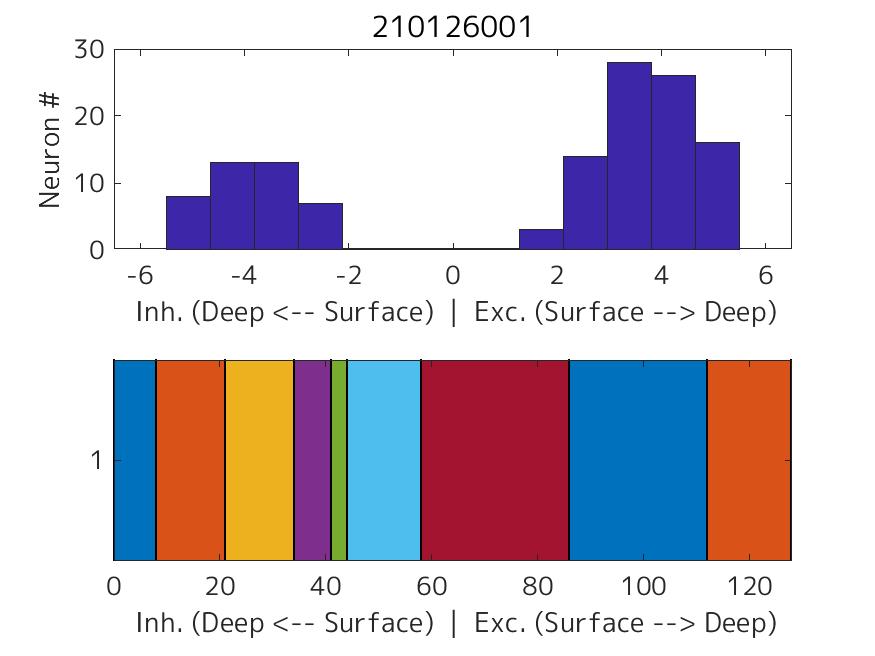 210126001
30
20
10
0
Neuron #
-6 -4 -2 0 2 4 6
Inh. (Deep <-- Surface) | Exc. (Surface --> Deep)
1
0 20 40 60 80 100 120
Inh. (Deep <-- Surface) | Exc. (Surface --> Deep)